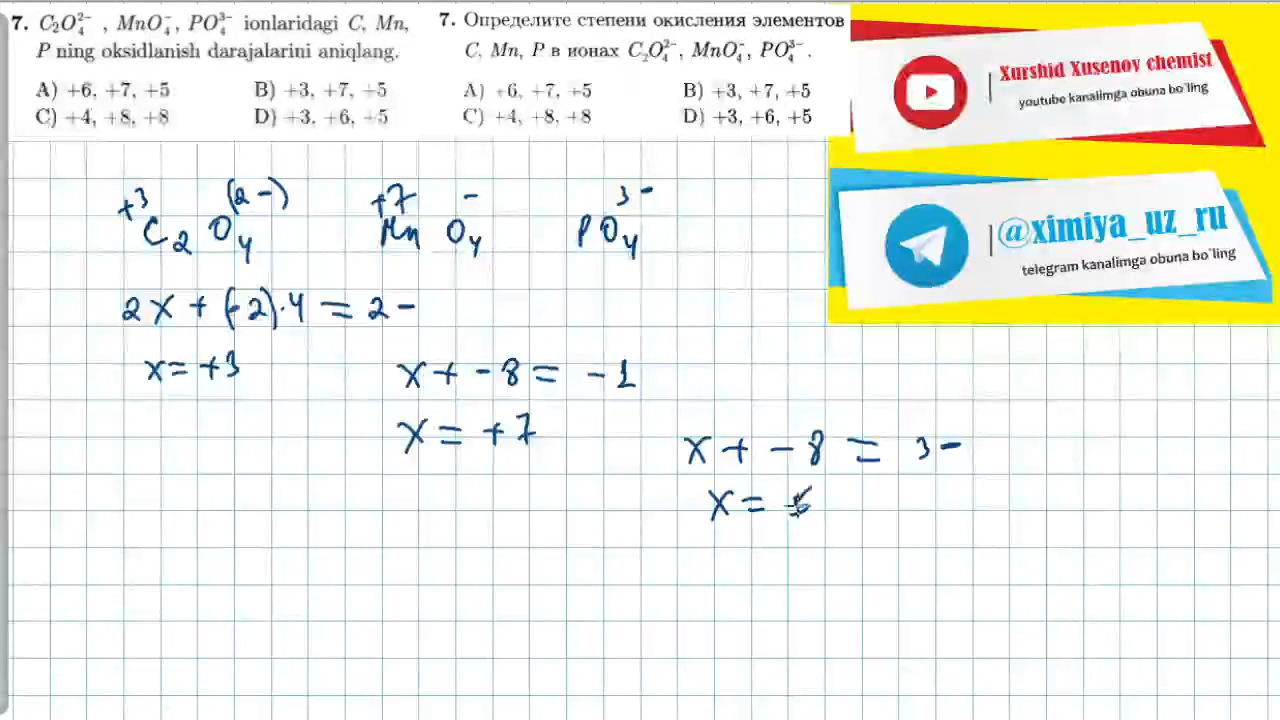 7. C₂O₄²⁻ , MnO₄⁻, PO₄³⁻ ionlaridagi C, Mn,
P ning oksidlanish darajalarini aniqlang.
A) +6, +7, +5 B) +3, +7, +5
C) +4, +8, +8 D) +3, +6, +5
7. Определите степени окисления элементов
C, Mn, P в ионах C₂O₄²⁻, MnO₄⁻, PO₄³⁻.
A) +6, +7, +5 B) +3, +7, +5
C) +4, +8, +8 D) +3, +6, +5
Xurshid Xusenov chemist
youtube kanalimga obuna bo`ling
@ximiya_uz_ru
telegram kanalimga obuna bo`ling
+3 (2-) +7 - 3-
C₂ O₄ Mn O₄ PO₄
2x + (-2)·4 = 2-
x = +3
x + -8 = -1
x = +7
x + -8 = 3-
x =